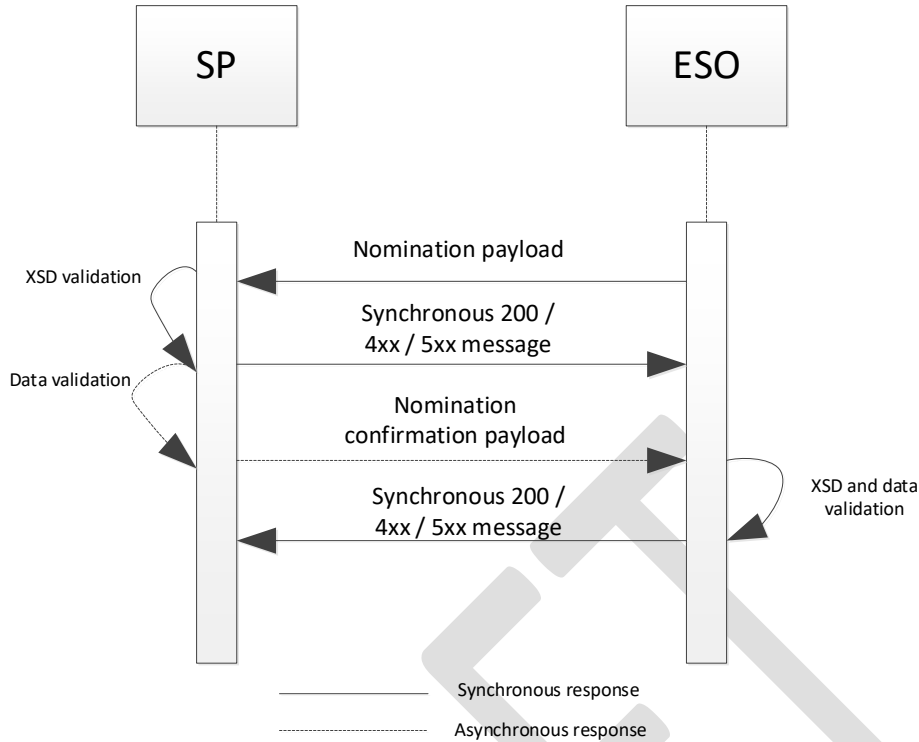 SP
ESO
Nomination payload
XSD validation
Synchronous 200 /
4xx / 5xx message
Data validation
Nomination
confirmation payload
XSD and data
validation
Synchronous 200 /
4xx / 5xx message
Synchronous response
Asynchronous response